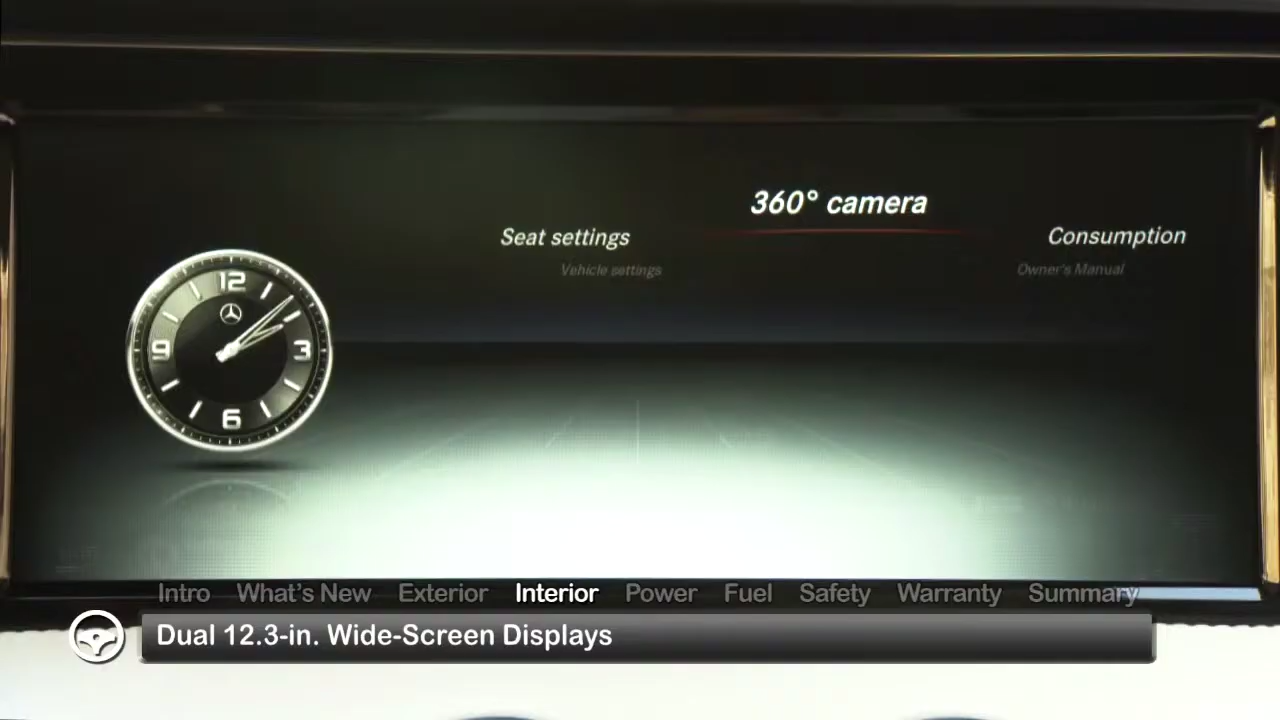 360° camera
Seat settings
Consumption
Vehicle settings
Owner's Manual
12
9
3
6
Intro What's New Exterior Interior Power Fuel Safety Warranty Summary
Dual 12.3-in. Wide-Screen Displays